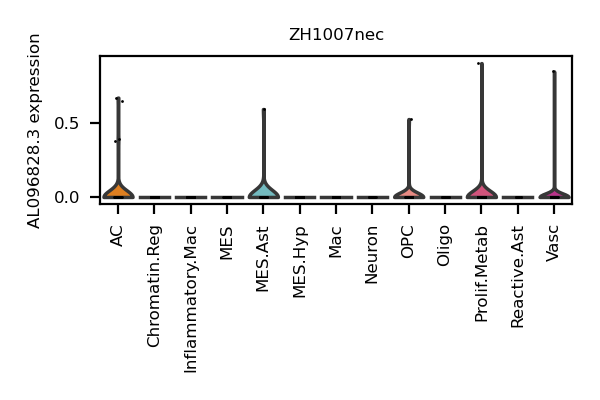 ZH1007nec
AL096828.3 expression
0.5
0.0
AC
Chromatin.Reg
Inflammatory.Mac
MES
MES.Ast
MES.Hyp
Mac
Neuron
OPC
Oligo
Prolif.Metab
Reactive.Ast
Vasc